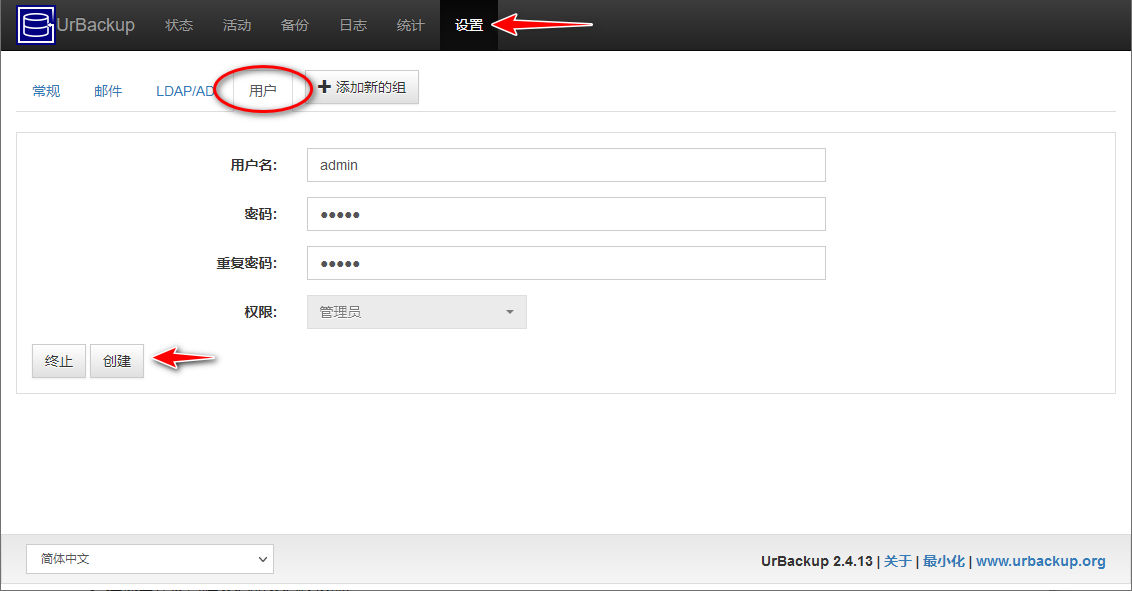 UrBackup 状态 活动 备份 日志 统计 设置
常规 邮件 LDAP/AD 用户 添加新的组
用户名: admin
密码: ●●●●●
重复密码: ●●●●●
权限: 管理员
终止 创建
简体中文 UrBackup 2.4.13 | 关于 | 最小化 | www.urbackup.org